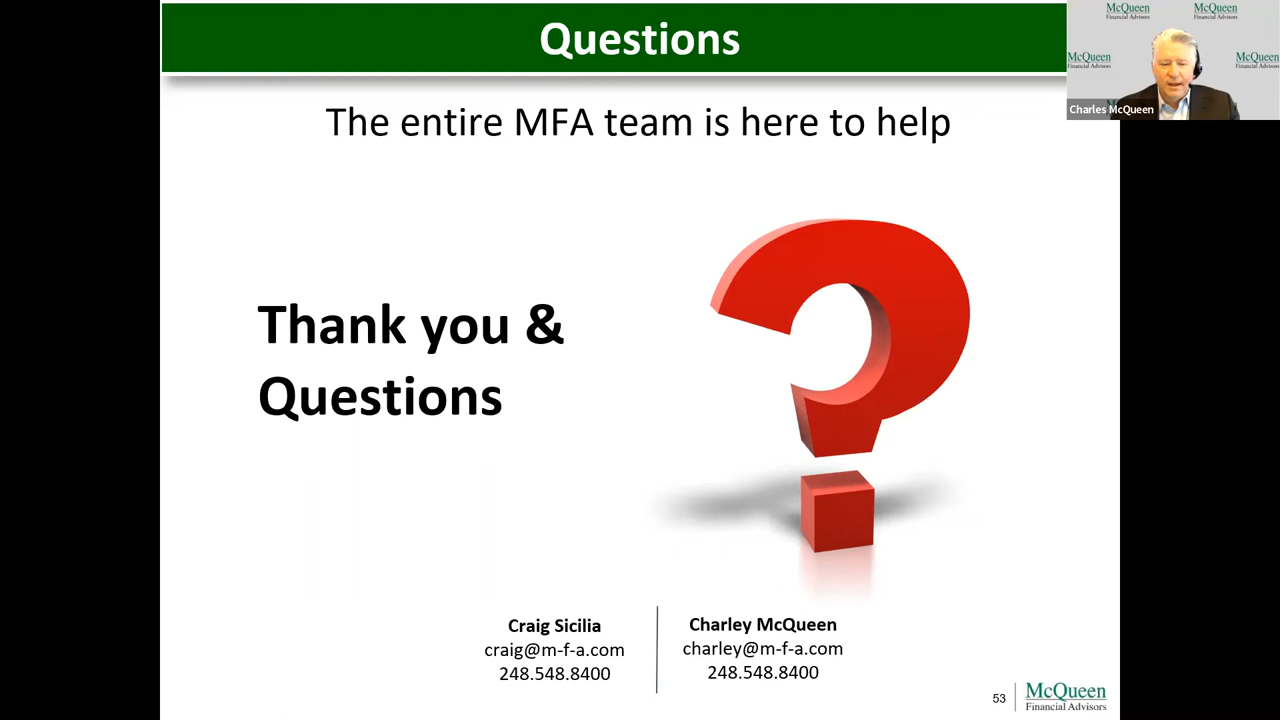 Questions
The entire MFA team is here to help
Thank you &
Questions
Craig Sicilia
craig@m-f-a.com
248.548.8400
Charley McQueen
charley@m-f-a.com
248.548.8400
53
McQueen
Financial Advisors
McQueen
Financial Advisors
McQueen
Financial Advisors
McQueen
Financial Advisors
McQueen
Financial Advisors
Charles McQueen